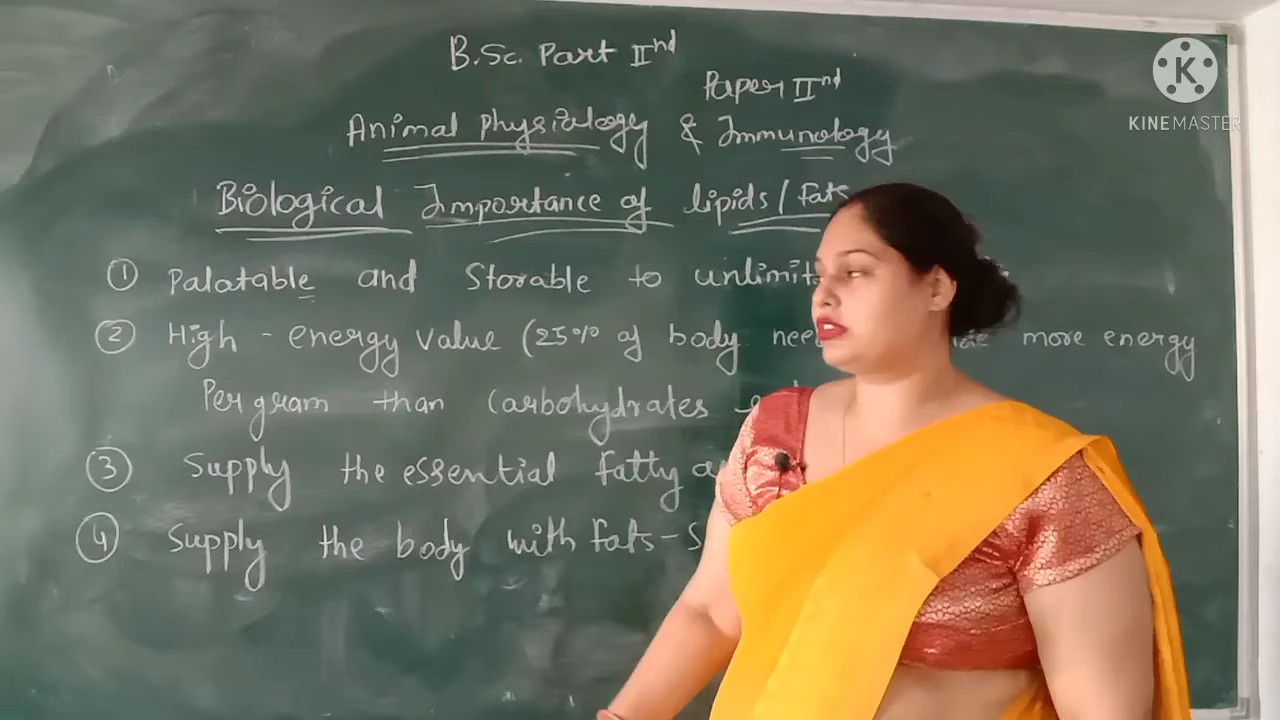 B.Sc. Part IInd
Paper IInd
Animal Physiology & Immunology
Biological Importance of lipids / fats
① Palatable and Storable to unlimit
② High - energy value (25% of body nee more energy
Per gram than Carbohydrates
③ Supply the essential fatty
④ Supply the body with fats - S
K
KINEMASTER